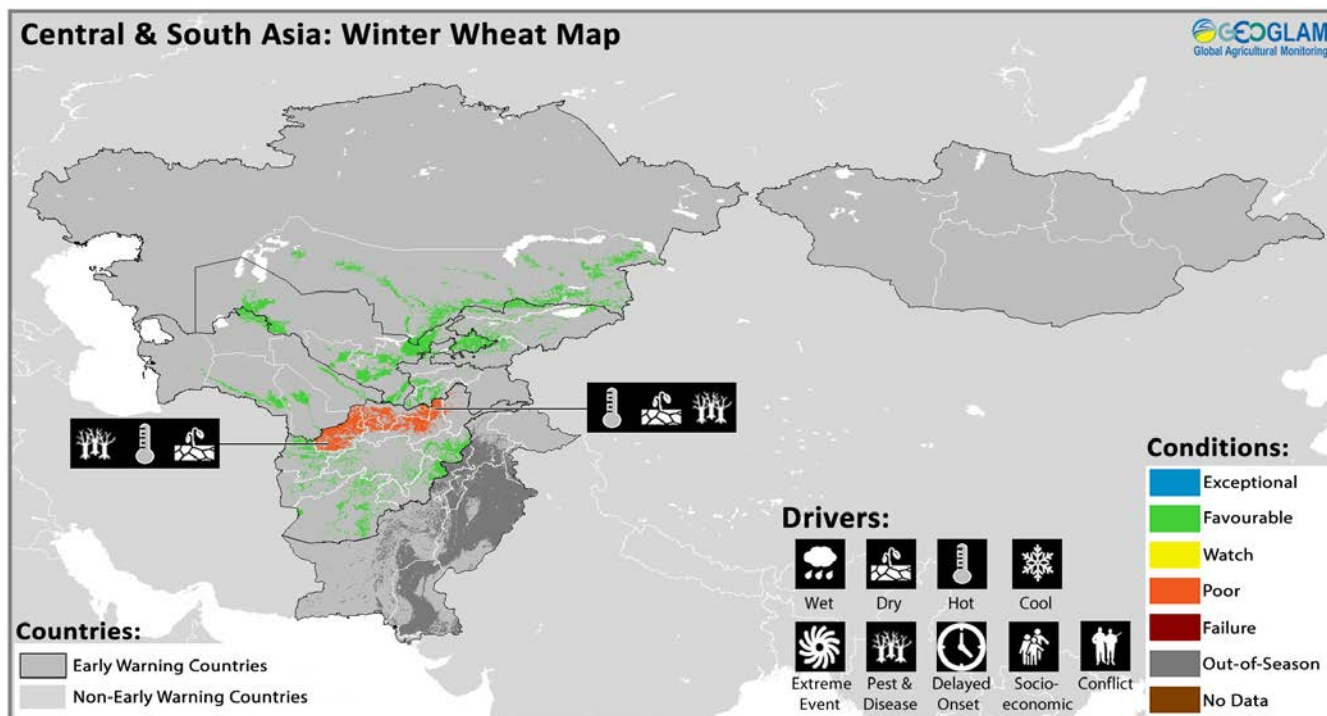 Central & South Asia: Winter Wheat Map
GEOGLAM
Global Agricultural Monitoring
Countries:
Early Warning Countries
Non-Early Warning Countries
Drivers:
Wet
Dry
Hot
Cool
Extreme
Event
Pest &
Disease
Delayed
Onset
Socio-
economic
Conflict
Conditions:
Exceptional
Favourable
Watch
Poor
Failure
Out-of-Season
No Data